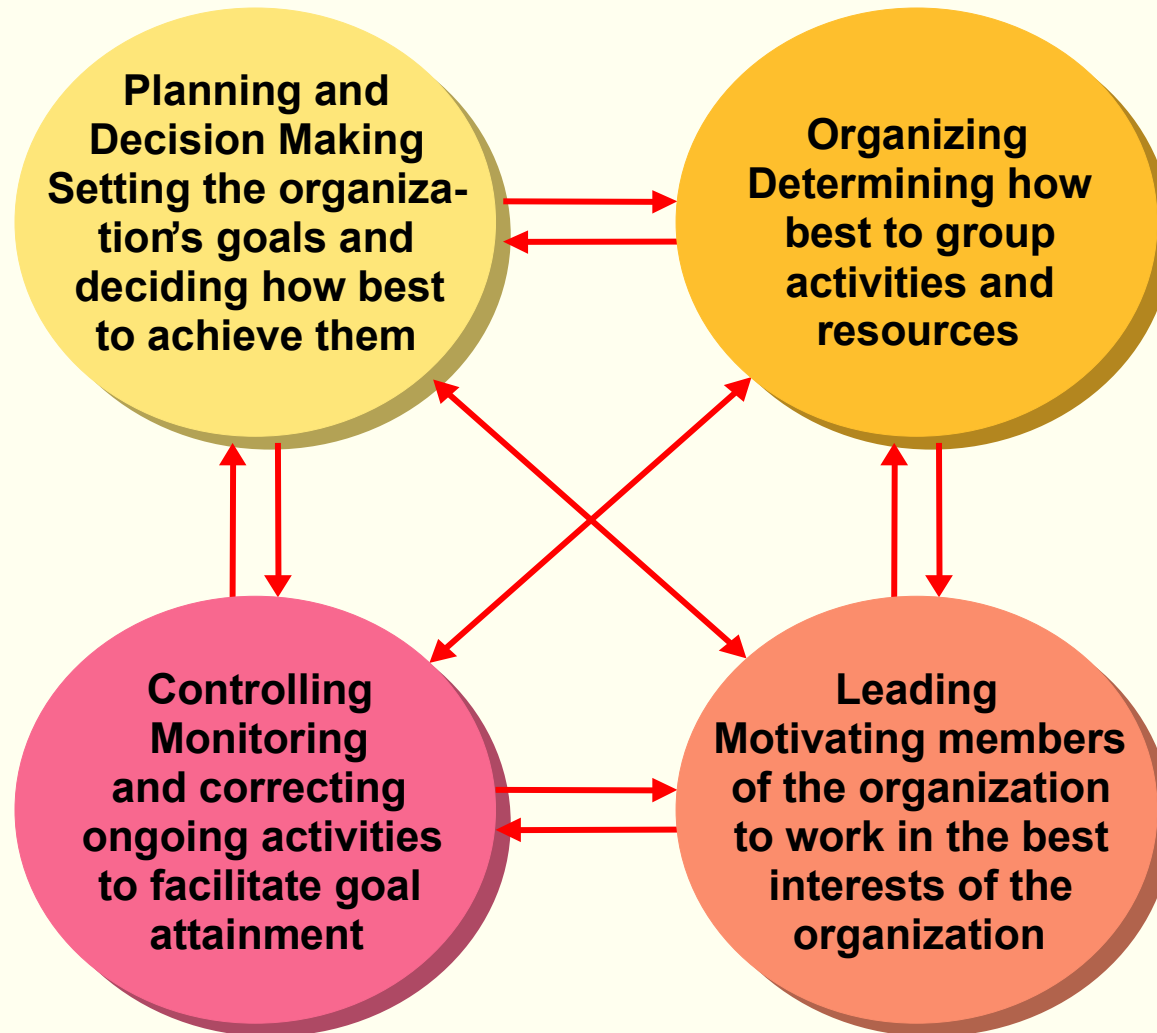 Planning and
Decision Making
Setting the organiza-
tion's goals and
deciding how best
to achieve them
Organizing
Determining how
best to group
activities and
resources
Controlling
Monitoring
and correcting
ongoing activities
to facilitate goal
attainment
Leading
Motivating members
of the organization
to work in the best
interests of the
organization